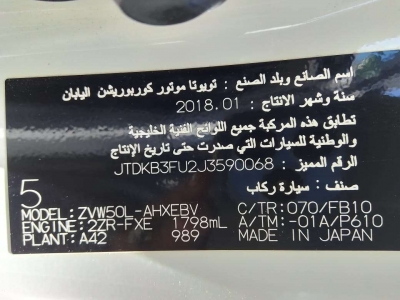 أسم الصانع وبلد الصنع : تويوتا موتور كوربوريشن اليابان
سنة وشهر الانتاج : 2018.01
تطابق هذه المركبة جميع اللوائح الفنية الخليجية
والوطنية للسيارات التي صدرت حتى تاريخ الإنتاج
الرقم المميز : JTDKB3FU2J3590068
صنف : سيارة ركاب
5
MODEL: ZVW50L-AHXEBV C/TR: 070/FB10
ENGINE: 2ZR-FXE 1798mL A/TM: -01A/P610
PLANT: A42 989 MADE IN JAPAN